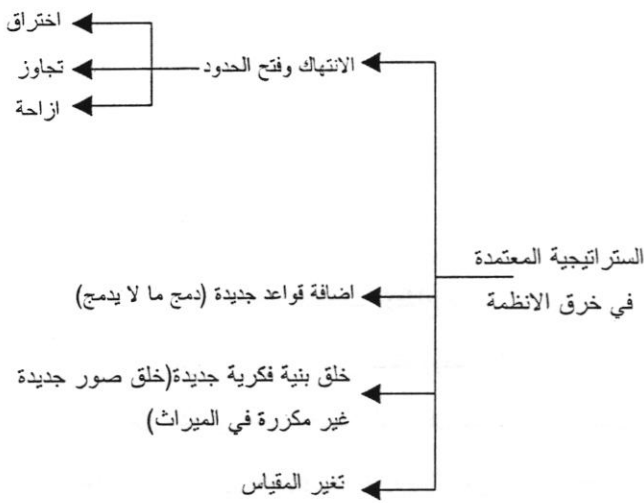 الستراتيجية المعتمدة
في خرق الانظمة
الانتهاك وفتح الحدود
اختراق
تجاوز
ازاحة
اضافة قواعد جديدة (دمج ما لا يدمج)
خلق بنية فكرية جديدة(خلق صور جديدة
غير مكررة في الميراث)
تغير المقياس